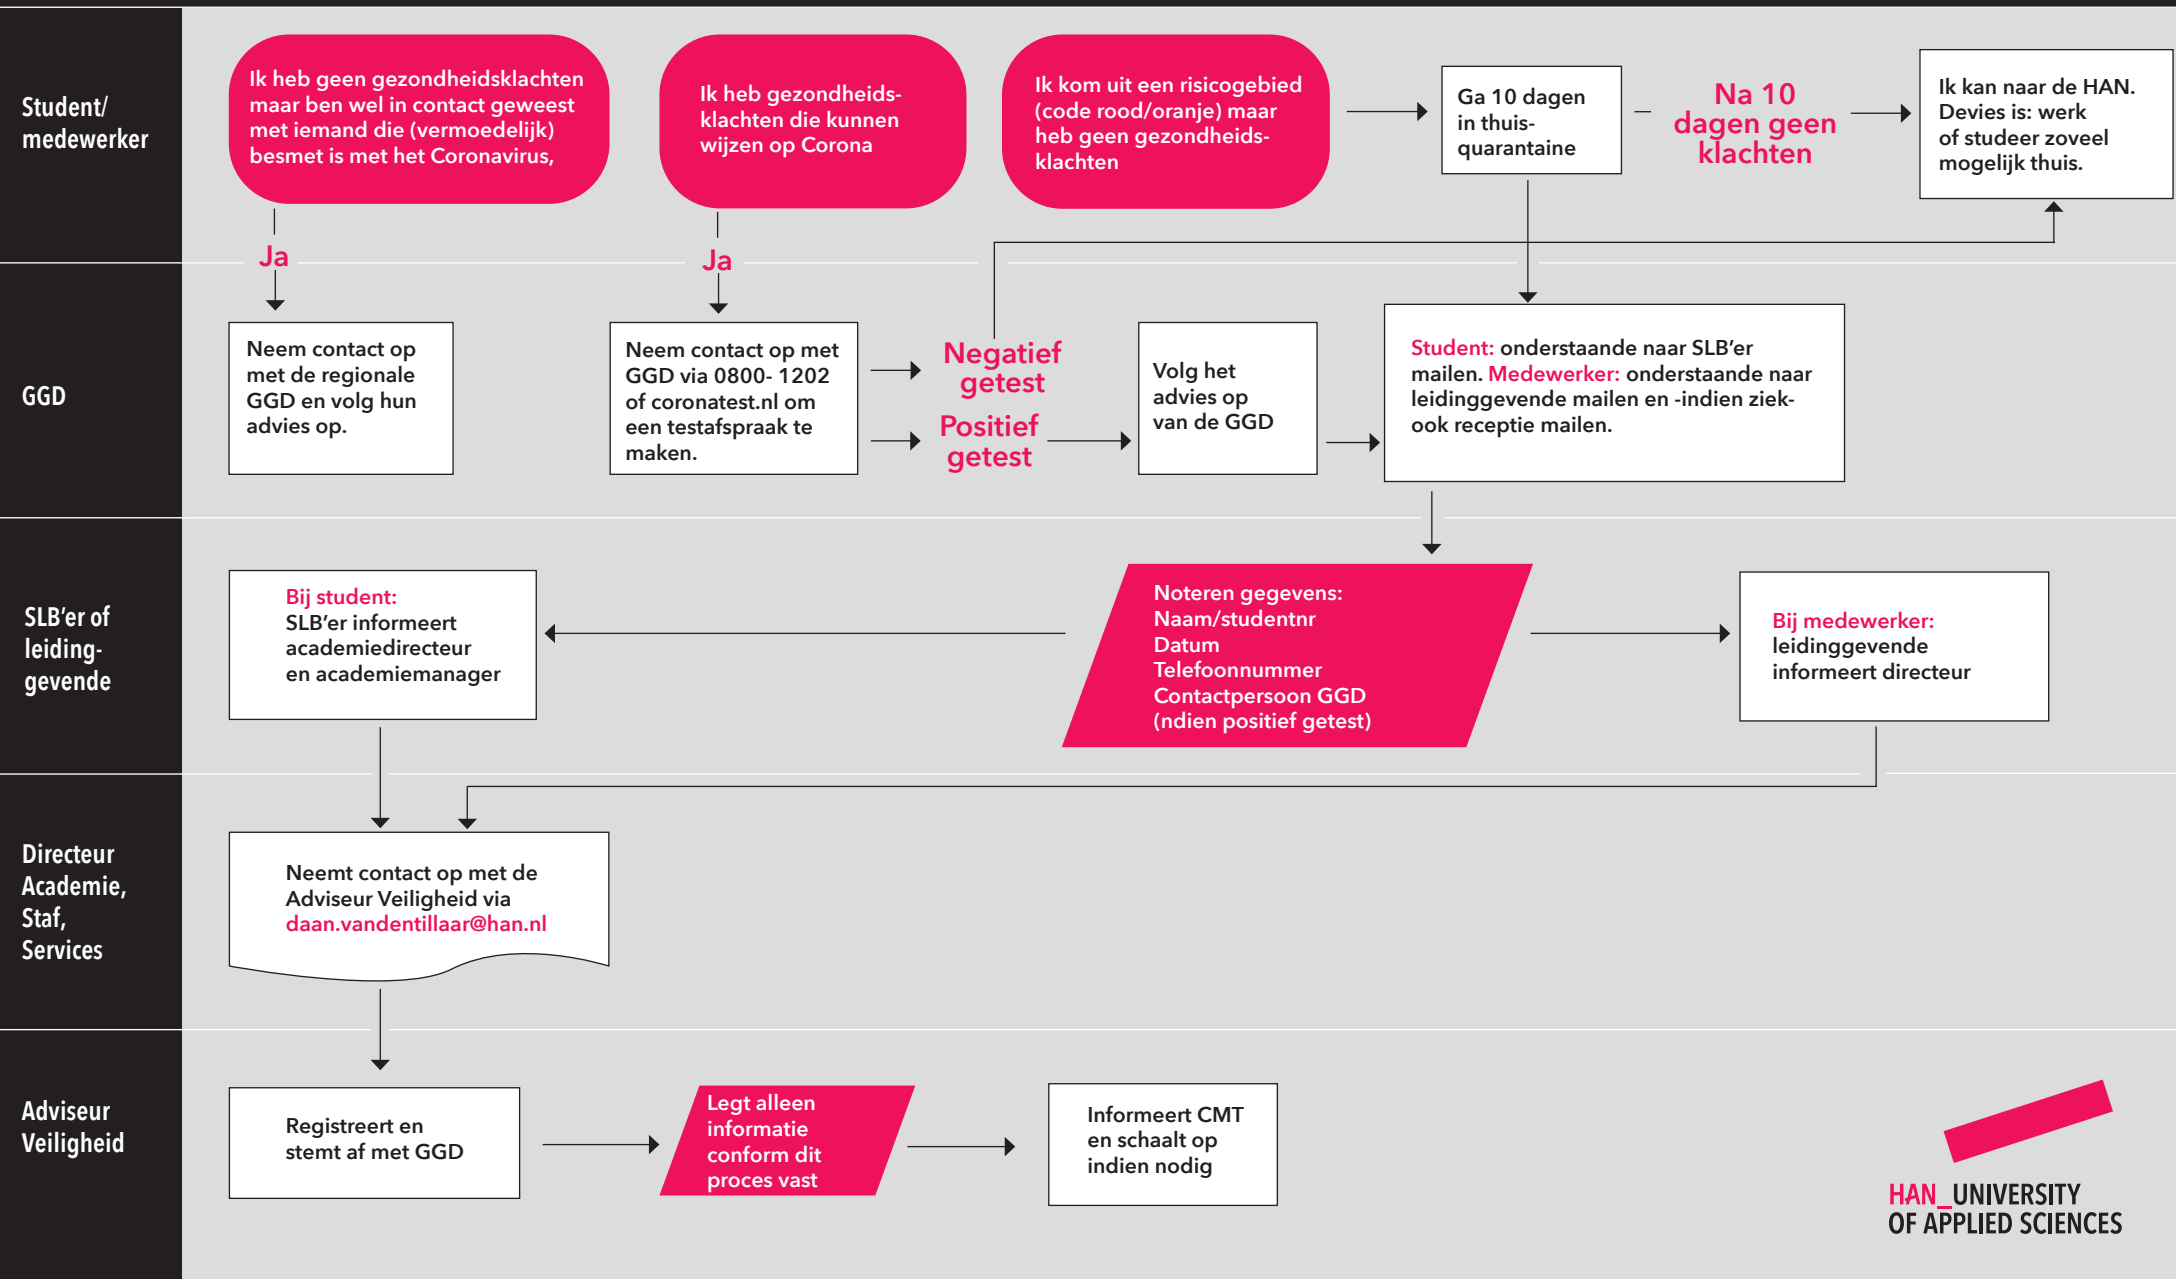 Student/
medewerker
Ik heb geen gezondheidsklachten
maar ben wel in contact geweest
met iemand die (vermoedelijk)
besmet is met het Coronavirus,
Ik heb gezondheids-
klachten die kunnen
wijzen op Corona
Ik kom uit een risicogebied
(code rood/oranje) maar
heb geen gezondheids-
klachten
Ga 10 dagen
in thuis-
quarantaine
Na 10
dagen geen
klachten
Ik kan naar de HAN.
Devies is: werk
of studeer zoveel
mogelijk thuis.
Ja
Ja
GGD
Neem contact op
met de regionale
GGD en volg hun
advies op.
Neem contact op met
GGD via 0800- 1202
of coronatest.nl om
een testafspraak te
maken.
Negatief
getest
Positief
getest
Volg het
advies op
van de GGD
Student: onderstaande naar SLB'er
mailen. Medewerker: onderstaande naar
leidinggevende mailen en -indien ziek-
ook receptie mailen.
SLB'er of
leiding-
gevende
Bij student:
SLB'er informeert
academiedirecteur
en academiemanager
Noteren gegevens:
Naam/studentnr
Datum
Telefoonnummer
Contactpersoon GGD
(ndien positief getest)
Bij medewerker:
leidinggevende
informeert directeur
Directeur
Academie,
Staf,
Services
Neemt contact op met de
Adviseur Veiligheid via
daan.vandentillaar@han.nl
Adviseur
Veiligheid
Registreert en
stemt af met GGD
Legt alleen
informatie
conform dit
proces vast
Informeert CMT
en schaalt op
indien nodig
HAN_UNIVERSITY
OF APPLIED SCIENCES